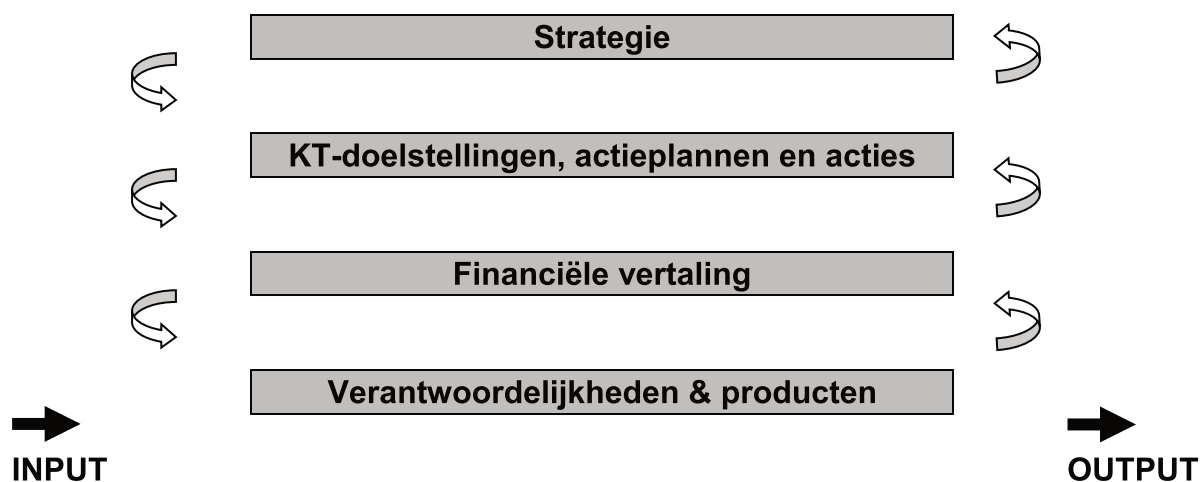 Strategie
KT-doelstellingen, actieplannen en acties
Financiële vertaling
Verantwoordelijkheden & producten
INPUT
OUTPUT